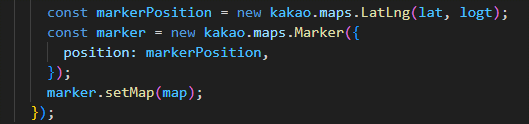 const markerPosition = new kakao.maps.LatLng(lat, logt);
const marker = new kakao.maps.Marker({
position: markerPosition,
});
marker.setMap(map);
});